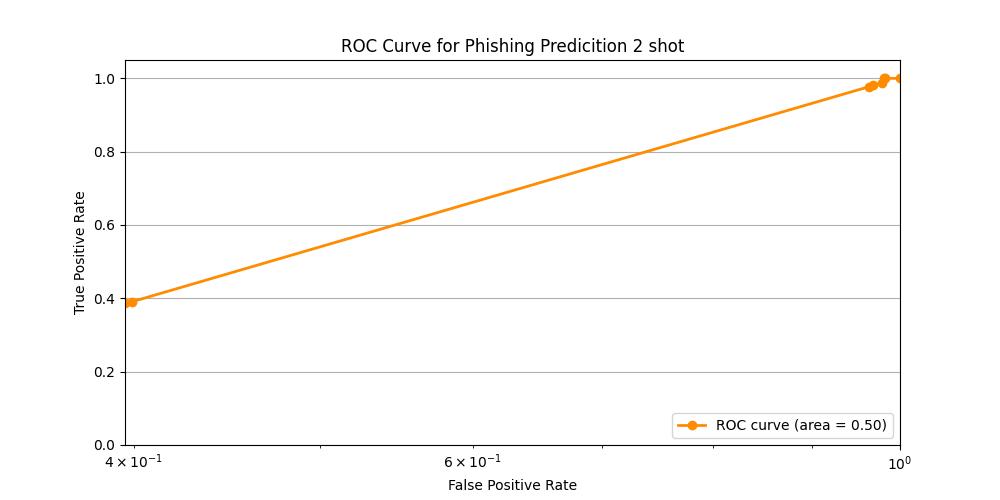 ROC Curve for Phishing Predicition 2 shot
True Positive Rate
1.0
0.8
0.6
0.4
0.2
0.0
ROC curve (area = 0.50)
4 × 10⁻¹ 6 × 10⁻¹ 10⁰
False Positive Rate